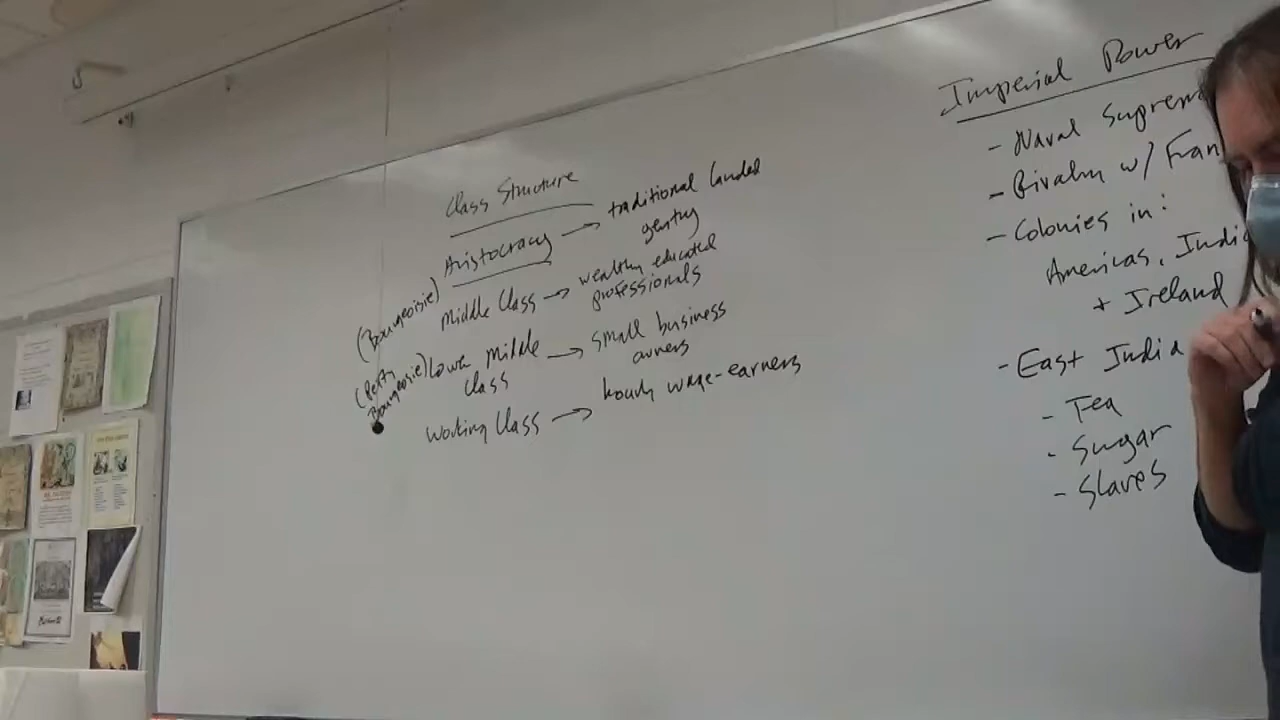 Class Structure
Aristocracy → traditional landed
gentry
(Bourgeoisie) Middle Class → wealthy educated
professionals
(Petty Bourgeoisie) Lower Middle → small business
Class owners
Working Class → hourly wage-earners
Imperial Power
- Naval Suprem
- Rivalry w/ Fran
- Colonies in:
Americas, Indi
+ Ireland
- East India
- Tea
- Sugar
- Slaves